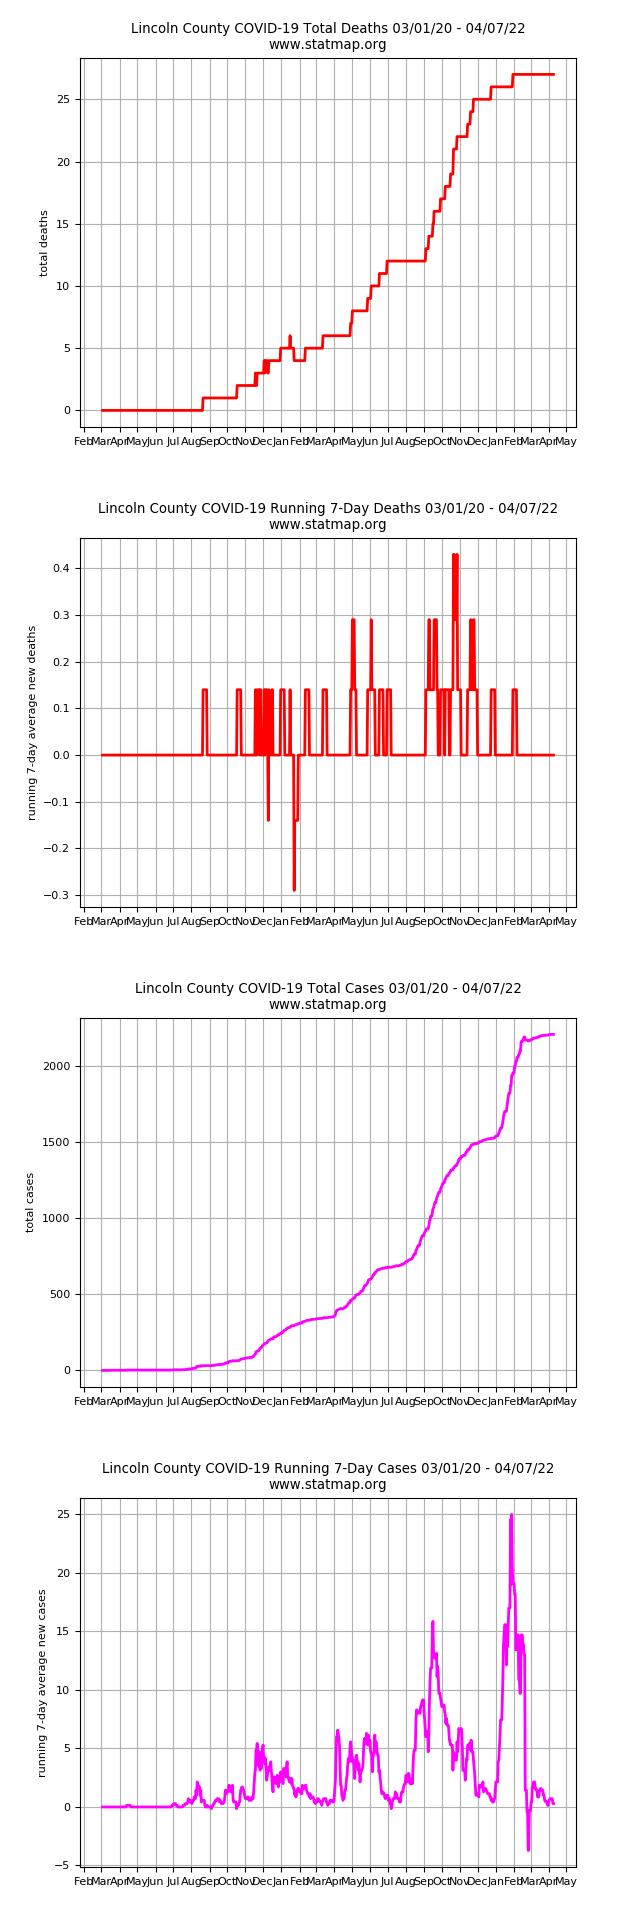 Lincoln County COVID-19 Total Deaths 03/01/20 - 04/07/22
www.statmap.org
total deaths
25
20
15
10
5
0
Feb Mar Apr May Jun Jul Aug Sep Oct Nov Dec Jan Feb Mar Apr May Jun Jul Aug Sep Oct Nov Dec Jan Feb Mar Apr May
Lincoln County COVID-19 Running 7-Day Deaths 03/01/20 - 04/07/22
www.statmap.org
running 7-day average new deaths
0.4
0.3
0.2
0.1
0.0
−0.1
−0.2
−0.3
Feb Mar Apr May Jun Jul Aug Sep Oct Nov Dec Jan Feb Mar Apr May Jun Jul Aug Sep Oct Nov Dec Jan Feb Mar Apr May
Lincoln County COVID-19 Total Cases 03/01/20 - 04/07/22
www.statmap.org
total cases
2000
1500
1000
500
0
Feb Mar Apr May Jun Jul Aug Sep Oct Nov Dec Jan Feb Mar Apr May Jun Jul Aug Sep Oct Nov Dec Jan Feb Mar Apr May
Lincoln County COVID-19 Running 7-Day Cases 03/01/20 - 04/07/22
www.statmap.org
running 7-day average new cases
25
20
15
10
5
0
−5
Feb Mar Apr May Jun Jul Aug Sep Oct Nov Dec Jan Feb Mar Apr May Jun Jul Aug Sep Oct Nov Dec Jan Feb Mar Apr May